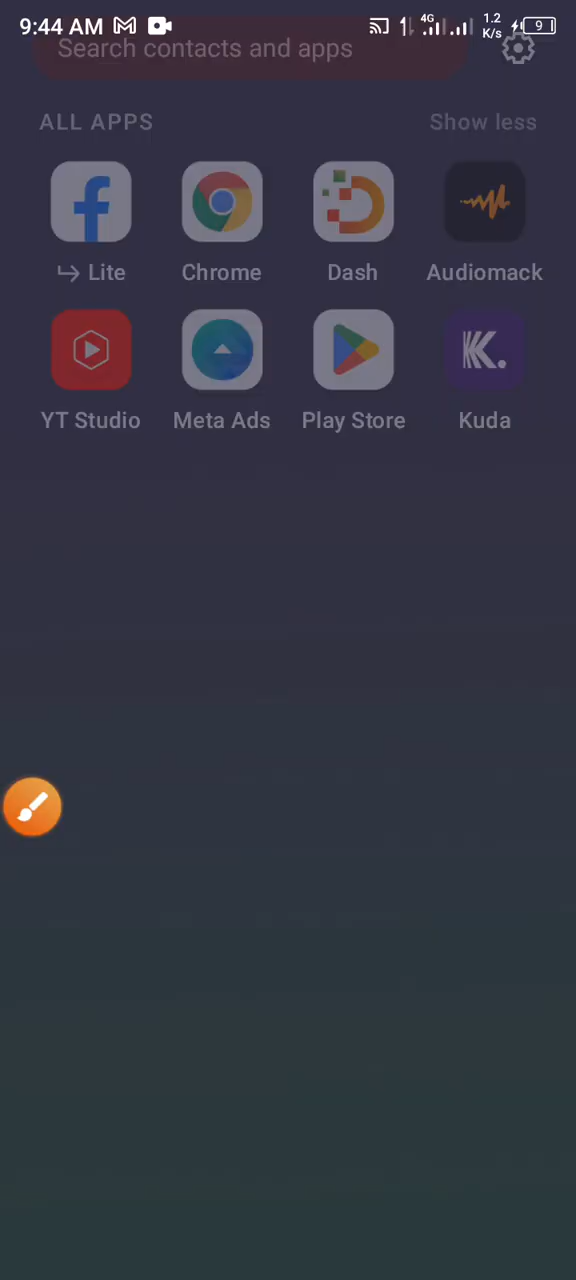 9:44 AM 4G 1.2 K/s 9
Search contacts and apps
ALL APPS Show less
Lite Chrome Dash Audiomack
YT Studio Meta Ads Play Store Kuda